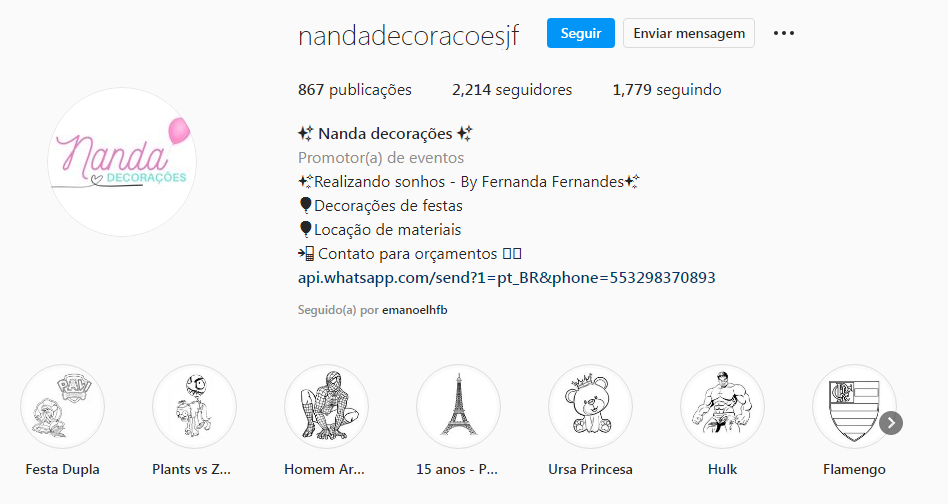 nandadecoracoesjf Seguir Enviar mensagem
867 publicações 2,214 seguidores 1,779 seguindo
Nanda
DECORAÇÕES
✨ Nanda decorações ✨
Promotor(a) de eventos
✨Realizando sonhos - By Fernanda Fernandes✨
🎈Decorações de festas
🎈Locação de materiais
📲 Contato para orçamentos
api.whatsapp.com/send?1=pt_BR&phone=553298370893
Seguido(a) por emanoelhfb
PAW
Festa Dupla Plants vs Z... Homem Ar... 15 anos - P... Ursa Princesa Hulk Flamengo